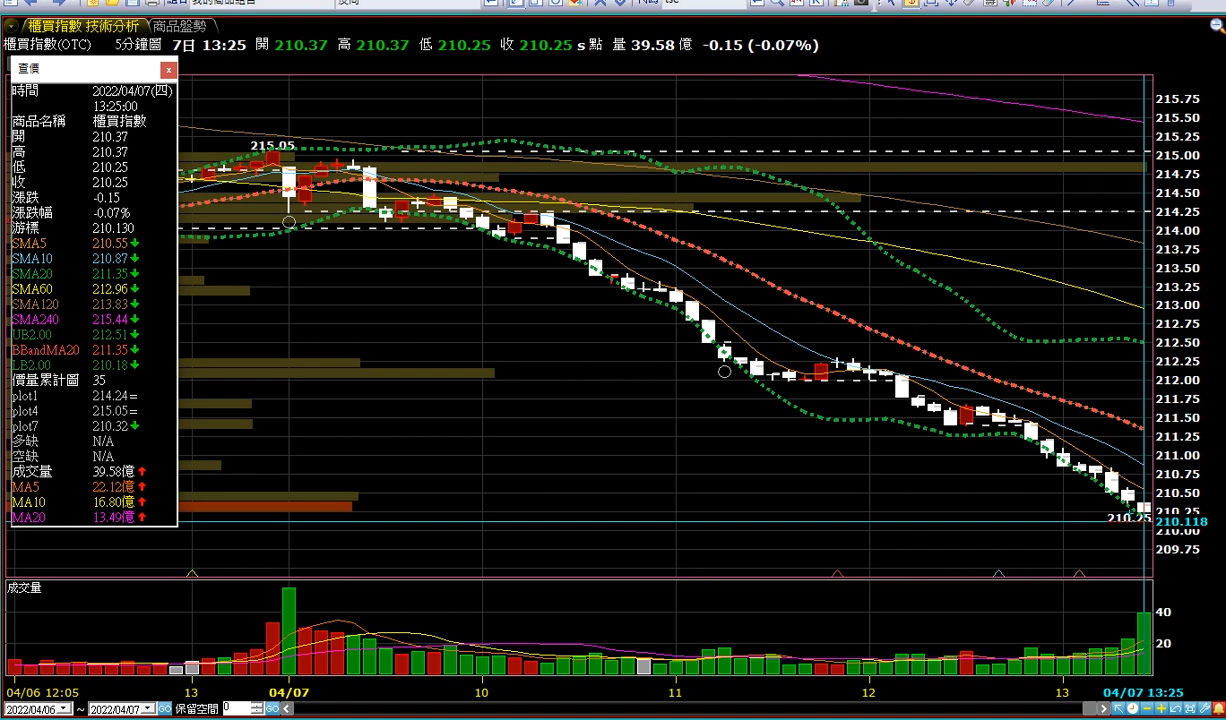 我的商品組合
櫃買指數 技術分析 商品盤勢
櫃買指數(OTC) 5分鐘圖 7日 13:25 開 210.37 高 210.37 低 210.25 收 210.25 s 點 量 39.58 億 -0.15 (-0.07%)
查價 x
時間 2022/04/07(四)
13:25:00
商品名稱 櫃買指數
開 210.37
高 210.37
低 210.25
收 210.25
漲跌 -0.15
漲跌幅 -0.07%
游標 210.130
SMA5 210.55
SMA10 210.87
SMA20 211.35
SMA60 212.96
SMA120 213.83
SMA240 215.44
UB2.00 212.51
BBandMA20 211.35
LB2.00 210.18
價量累計圖 35
plot1 214.24=
plot4 215.05=
plot7 210.32
多缺 N/A
空缺 N/A
成交量 39.58億
MA5 22.12億
MA10 16.80億
MA20 13.49億
215.05
210.25
215.75
215.50
215.25
215.00
214.75
214.50
214.25
214.00
213.75
213.50
213.25
213.00
212.75
212.50
212.25
212.00
211.75
211.50
211.25
211.00
210.75
210.50
210.25
210.118
210.00
209.75
成交量
40
20
04/06 12:05 13 04/07 10 11 12 13 04/07 13:25
2022/04/06 ~ 2022/04/07 GO 保留空間 0 GO